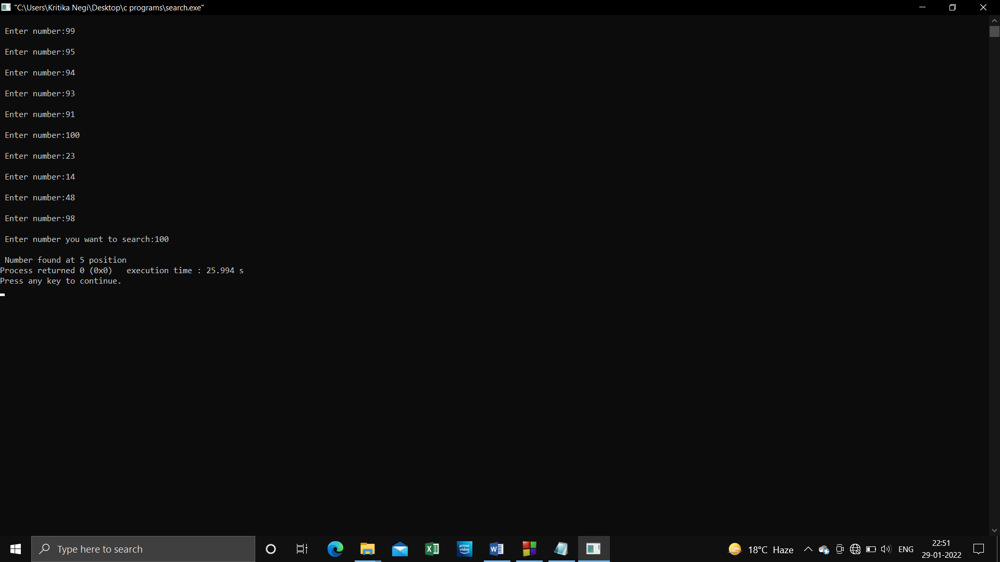 "C:\Users\Kritika Negi\Desktop\c programs\search.exe"
Enter number:99
Enter number:95
Enter number:94
Enter number:93
Enter number:91
Enter number:100
Enter number:23
Enter number:14
Enter number:48
Enter number:98
Enter number you want to search:100
Number found at 5 position
Process returned 0 (0x0)   execution time : 25.994 s
Press any key to continue.
Type here to search
prime video
18°C Haze
ENG
22:51
29-01-2022